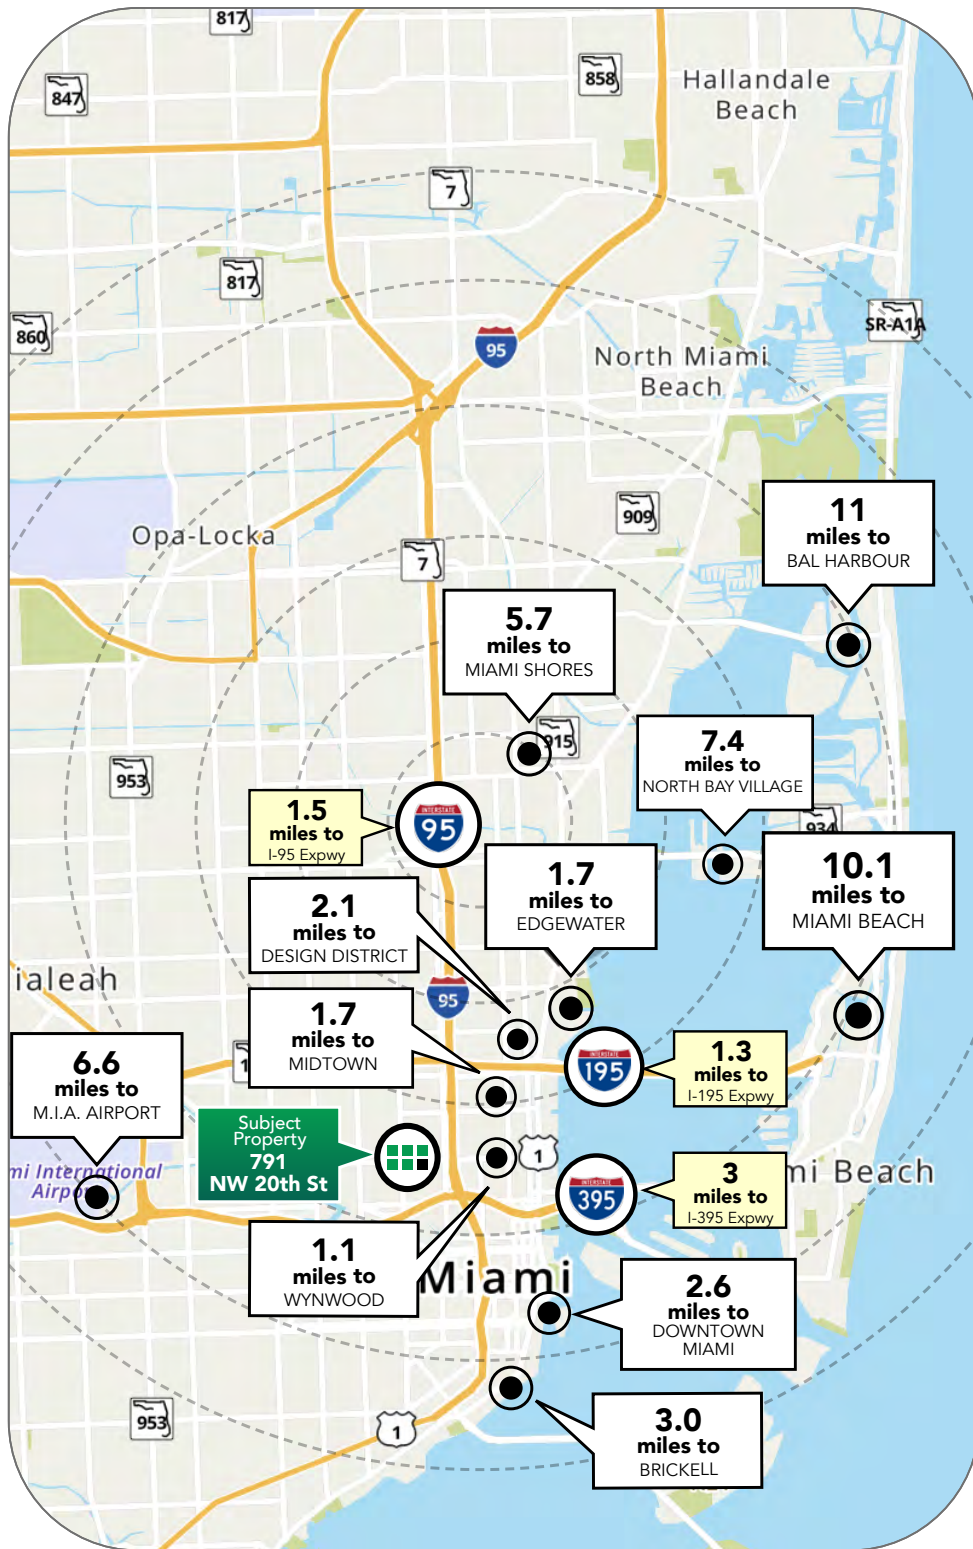 817
847
858
Hallandale
Beach
7
817
860
SR-A1A
95
North Miami
Beach
909
Opa-Locka
7
11
miles to
BAL HARBOUR
5.7
miles to
MIAMI SHORES
915
7.4
miles to
NORTH BAY VILLAGE
953
934
1.5
miles to
I-95 Expwy
INTERSTATE
95
10.1
miles to
MIAMI BEACH
1.7
miles to
EDGEWATER
2.1
miles to
DESIGN DISTRICT
ialeah
95
1.7
miles to
MIDTOWN
6.6
miles to
M.I.A. AIRPORT
1
INTERSTATE
195
1.3
miles to
I-195 Expwy
Subject
Property
791
NW 20th St
1
mi International
Airpo
INTERSTATE
395
3
miles to
I-395 Expwy
mi Beach
1.1
miles to
WYNWOOD
Miami
2.6
miles to
DOWNTOWN
MIAMI
953
1
3.0
miles to
BRICKELL